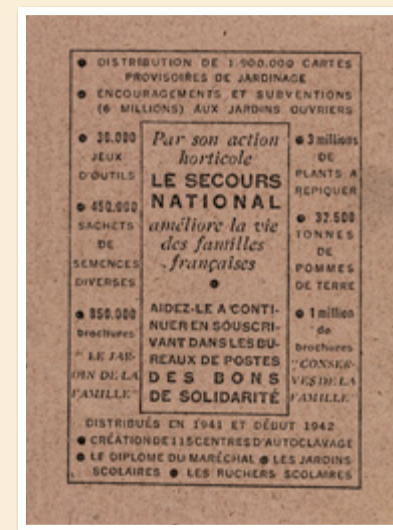 ● DISTRIBUTION DE 1.900.000 CARTES
PROVISOIRES DE JARDINAGE
● ENCOURAGEMENTS ET SUBVENTIONS
(6 MILLIONS) AUX JARDINS OUVRIERS
● 30.000
JEUX
D'OUTILS
● 450.000
SACHETS
DE
SEMENCES
DIVERSES
● 850.000
brochures
" LE JAR-
DIN DE LA
FAMILLE"
Par son action
horticole
LE SECOURS
NATIONAL
améliore la vie
des familles
françaises
●
AIDEZ-LE A CONTI-
NUER EN SOUSCRI-
VANT DANS LES BU-
REAUX DE POSTES
DES BONS
DE SOLIDARITÉ
● 3 millions
DE
PLANTS A
REPIQUER
● 32.500
TONNES
DE
POMMES
DE TERRE
● 1 million
de
brochures
"CONSER-
VES DE LA
FAMILLE"
DISTRIBUÉS EN 1941 ET DÉBUT 1942
● CRÉATION DE 115 CENTRES D'AUTOCLAVAGE
● LE DIPLOME DU MARÉCHAL ● LES JARDINS
SCOLAIRES ● LES RUCHERS SCOLAIRES